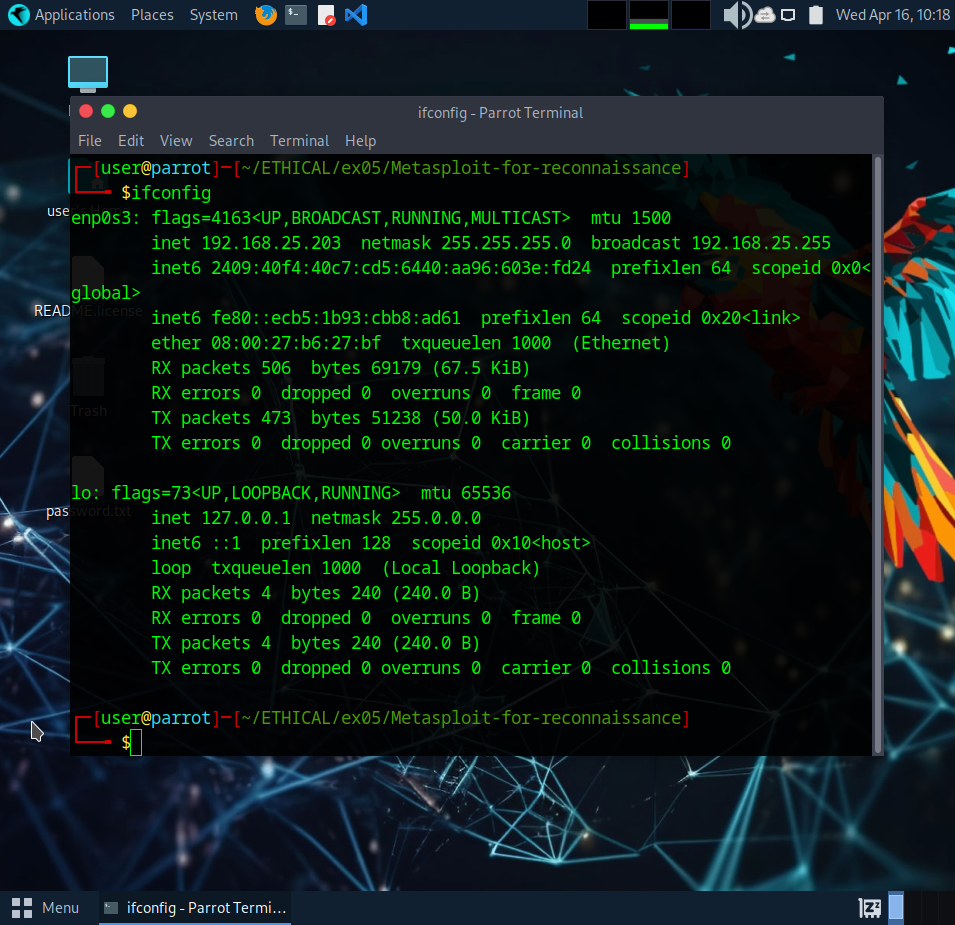 Applications Places System Wed Apr 16, 10:18
ifconfig - Parrot Terminal
File Edit View Search Terminal Help
[user@parrot]─[~/ETHICAL/ex05/Metasploit-for-reconnaissance]
$ifconfig
enp0s3: flags=4163<UP,BROADCAST,RUNNING,MULTICAST>  mtu 1500
inet 192.168.25.203  netmask 255.255.255.0  broadcast 192.168.25.255
inet6 2409:40f4:40c7:cd5:6440:aa96:603e:fd24  prefixlen 64  scopeid 0x0<
global>
inet6 fe80::ecb5:1b93:cbb8:ad61  prefixlen 64  scopeid 0x20<link>
ether 08:00:27:b6:27:bf  txqueuelen 1000  (Ethernet)
RX packets 506  bytes 69179 (67.5 KiB)
RX errors 0  dropped 0  overruns 0  frame 0
TX packets 473  bytes 51238 (50.0 KiB)
TX errors 0  dropped 0 overruns 0  carrier 0  collisions 0
lo: flags=73<UP,LOOPBACK,RUNNING>  mtu 65536
inet 127.0.0.1  netmask 255.0.0.0
inet6 ::1  prefixlen 128  scopeid 0x10<host>
loop  txqueuelen 1000  (Local Loopback)
RX packets 4  bytes 240 (240.0 B)
RX errors 0  dropped 0  overruns 0  frame 0
TX packets 4  bytes 240 (240.0 B)
TX errors 0  dropped 0 overruns 0  carrier 0  collisions 0
[user@parrot]─[~/ETHICAL/ex05/Metasploit-for-reconnaissance]
$
README.license
Trash
password.txt
Menu ifconfig - Parrot Termi...